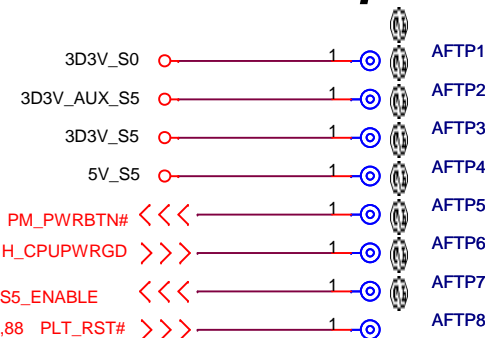 3D3V_S0 1 AFTP1
3D3V_AUX_S5 1 AFTP2
3D3V_S5 1 AFTP3
5V_S5 1 AFTP4
PM_PWRBTN# 1 AFTP5
H_CPUPWRGD 1 AFTP6
S5_ENABLE 1 AFTP7
,88 PLT_RST# 1 AFTP8